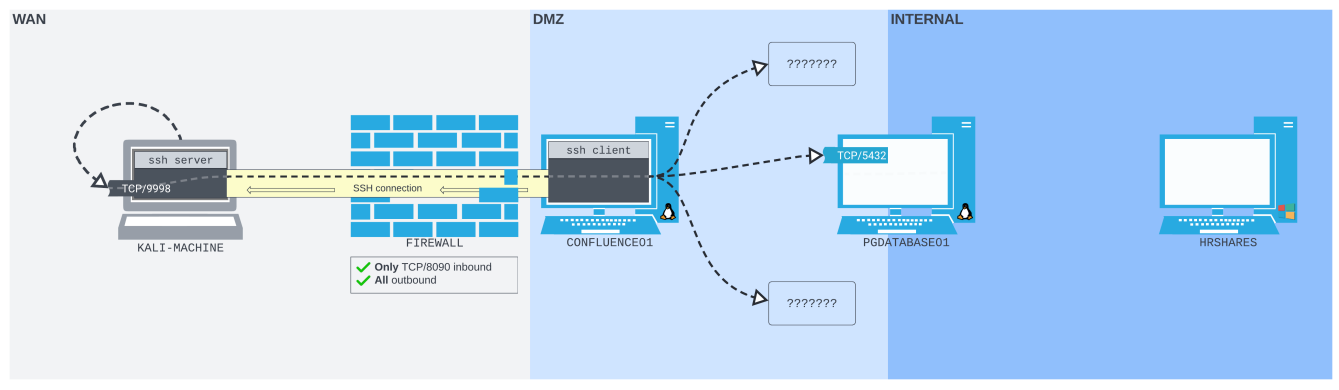 WAN
DMZ
INTERNAL
???????
ssh server
ssh client
TCP/5432
TCP/9998
SSH connection
KALI-MACHINE
FIREWALL
CONFLUENCE01
PGDATABASE01
HRSHARES
Only TCP/8090 inbound
All outbound
???????